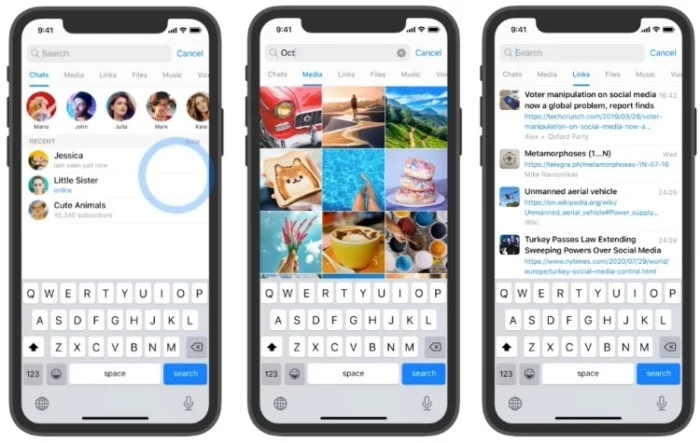 9:41
Search
Cancel
Chats Media Links Files Music
Maria John Julia Mark Kate
RECENT
Clear
Jessica
last seen just now
Little Sister
online
Cute Animals
45,340 subscribers
Q W E R T Y U I O P
A S D F G H J K L
Z X C V B N M
123 space search
9:41
Oct
Cancel
Chats Media Links Files Music
Q W E R T Y U I O P
A S D F G H J K L
Z X C V B N M
123 space search
9:41
Search
Cancel
Chats Media Links Files Music
Voter manipulation on social media 15:42
now a global problem, report finds
https://techcrunch.com/2019/09/26/voter-
manipulation-on-social-media-now-a...
Alex → Oxford Party
Metamorphoses (1...N) Wed
https://telegra.ph/metamorphoses-1N-07-16
Mike Ravdonikas
Unmanned aerial vehicle 24.09
https://en.wikipedia.org/wiki/
Unmanned_aerial_vehicle#Power_supply...
Wiki
Turkey Passes Law Extending 24.09
Sweeping Powers Over Social Media
https://www.nytimes.com/2020/07/29/world/
europe/turkey-social-media-control.html
Q W E R T Y U I O P
A S D F G H J K L
Z X C V B N M
123 space search